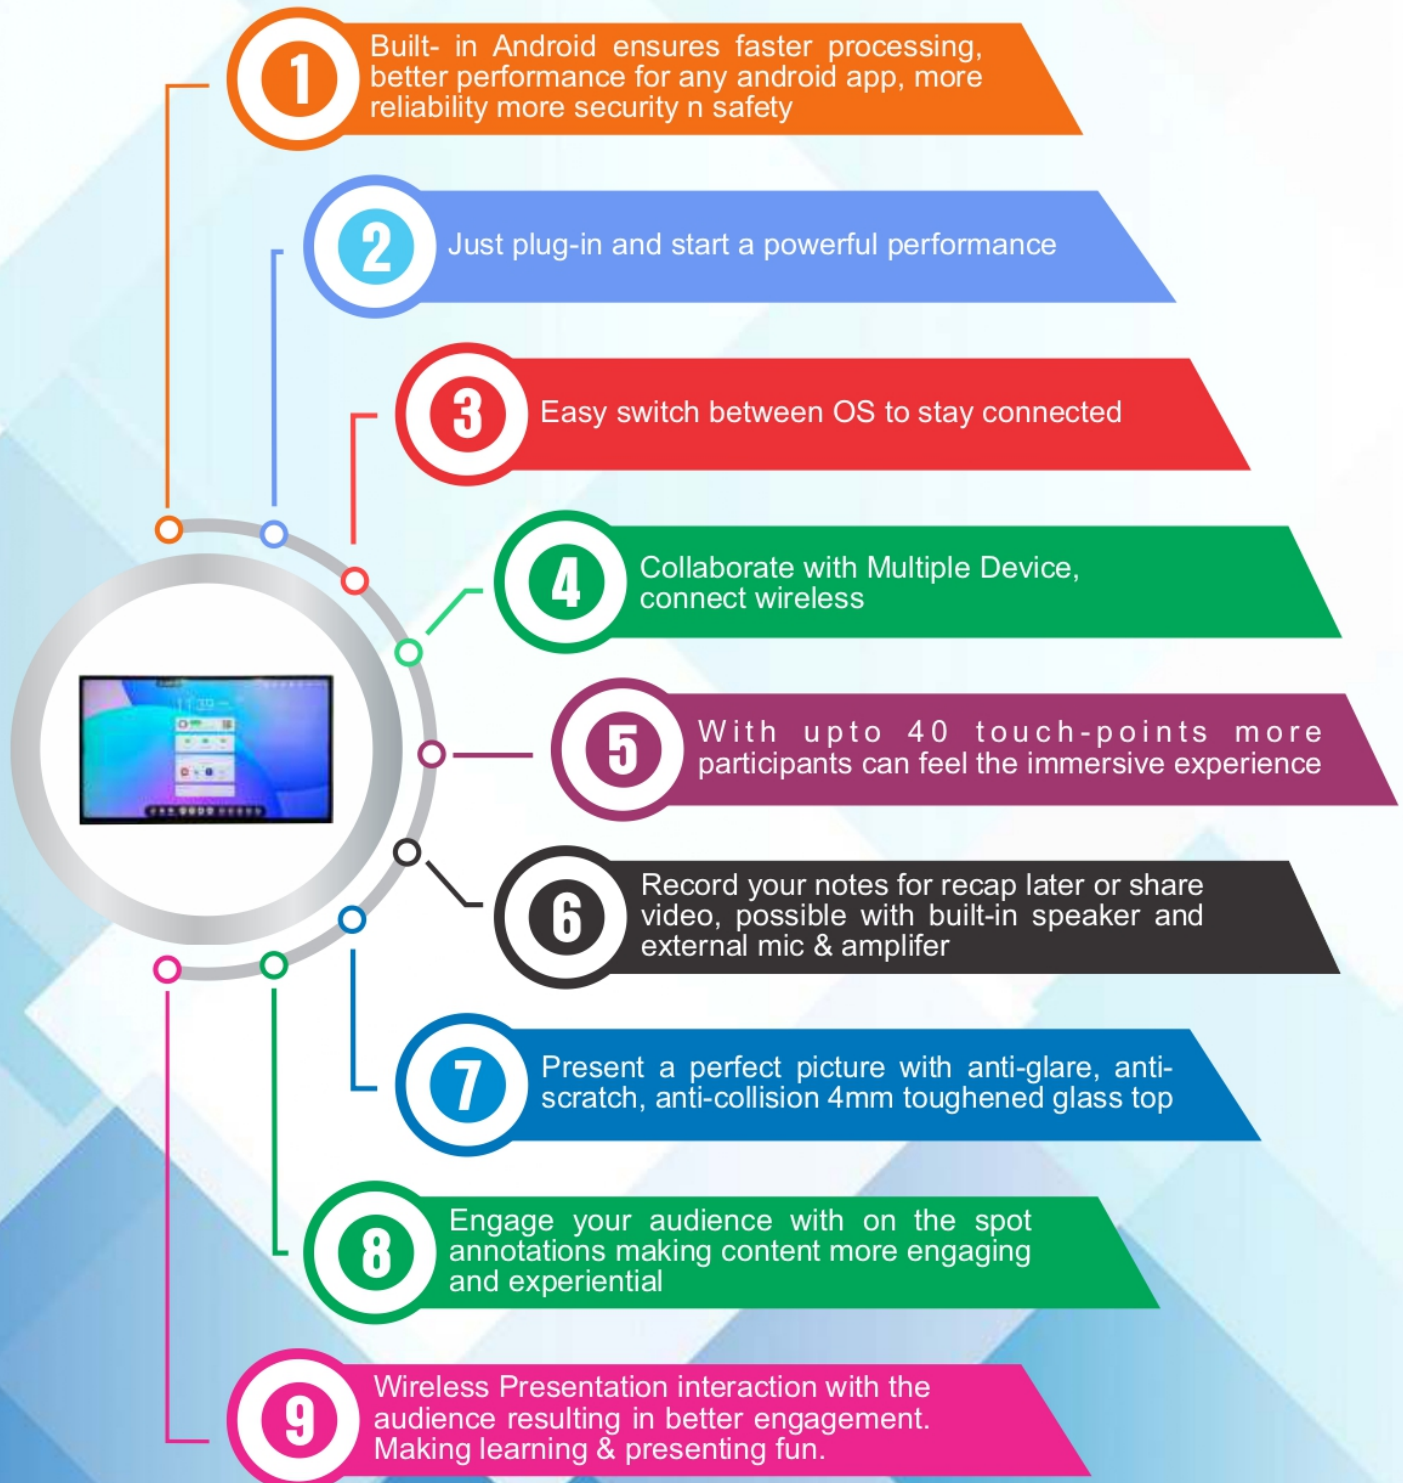 1
Built- in Android ensures faster processing,
better performance for any android app, more
reliability more security n safety
2
Just plug-in and start a powerful performance
3
Easy switch between OS to stay connected
4
Collaborate with Multiple Device,
connect wireless
5
With upto 40 touch-points more
participants can feel the immersive experience
11:39
6
Record your notes for recap later or share
video, possible with built-in speaker and
external mic & amplifer
7
Present a perfect picture with anti-glare, anti-
scratch, anti-collision 4mm toughened glass top
8
Engage your audience with on the spot
annotations making content more engaging
and experiential
9
Wireless Presentation interaction with the
audience resulting in better engagement.
Making learning & presenting fun.